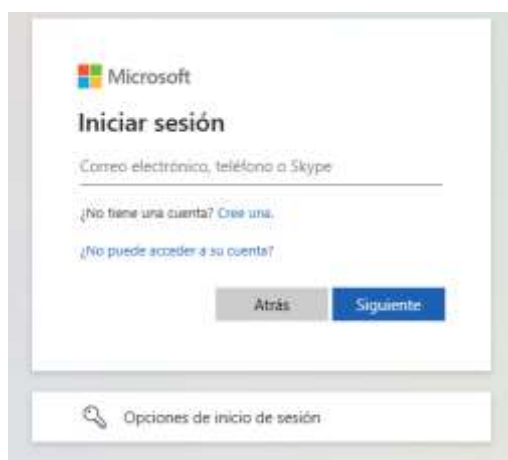 Microsoft
Iniciar sesión
Correo electrónico, teléfono o Skype
¿No tiene una cuenta? Cree una.
¿No puede acceder a su cuenta?
Atrás
Siguiente
Opciones de inicio de sesión